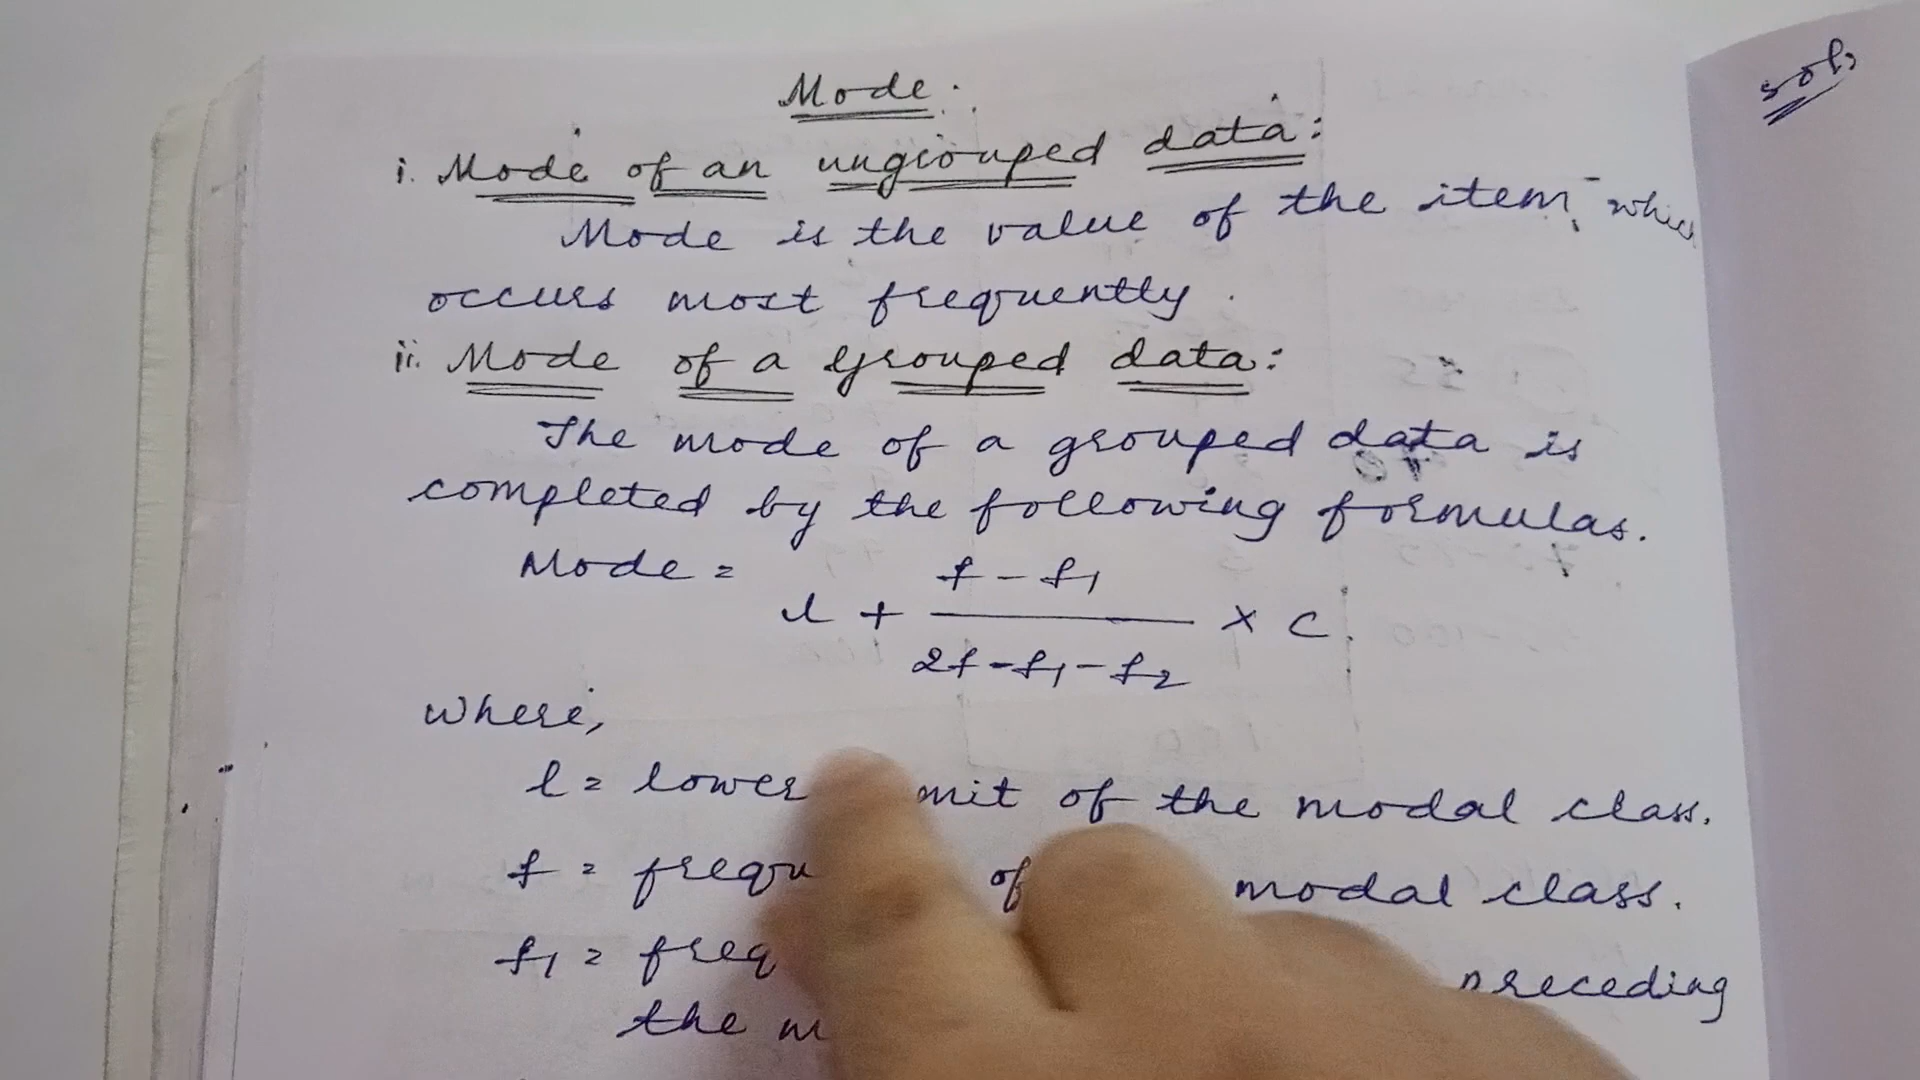 Mode.
i. Mode of an ungrouped data:
Mode is the value of the item, which
occurs most frequently.
ii. Mode of a grouped data:
The mode of a grouped data is
completed by the following formulas.
Mode =
f - f1
l + ———— x C.
2f - f1 - f2
where,
l = lower mit of the modal class.
f = frequ of modal class.
f1 = freq preceding
the m
Sol: